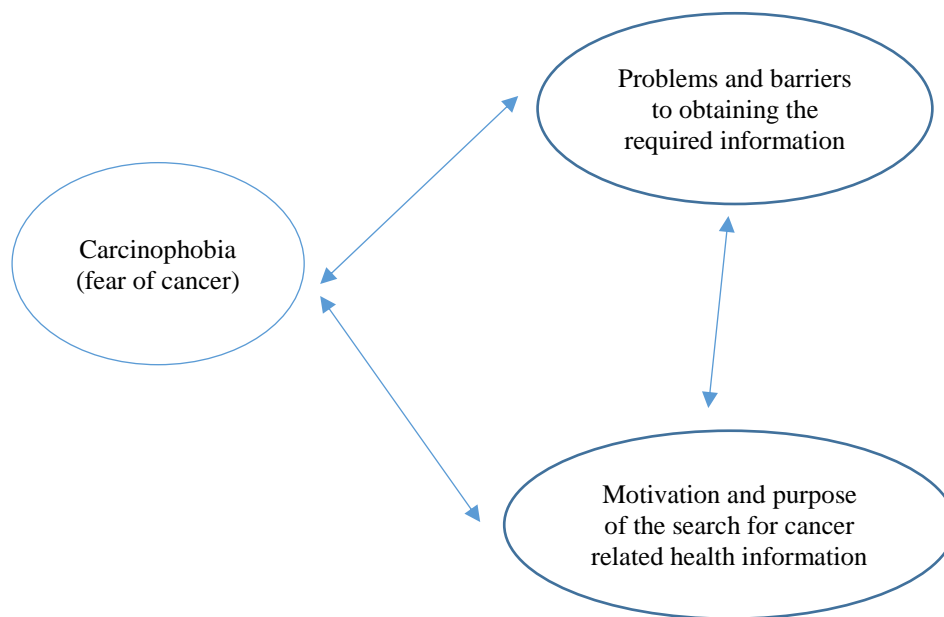 Problems and barriers
to obtaining the
required information
Carcinophobia
(fear of cancer)
Motivation and purpose
of the search for cancer
related health information